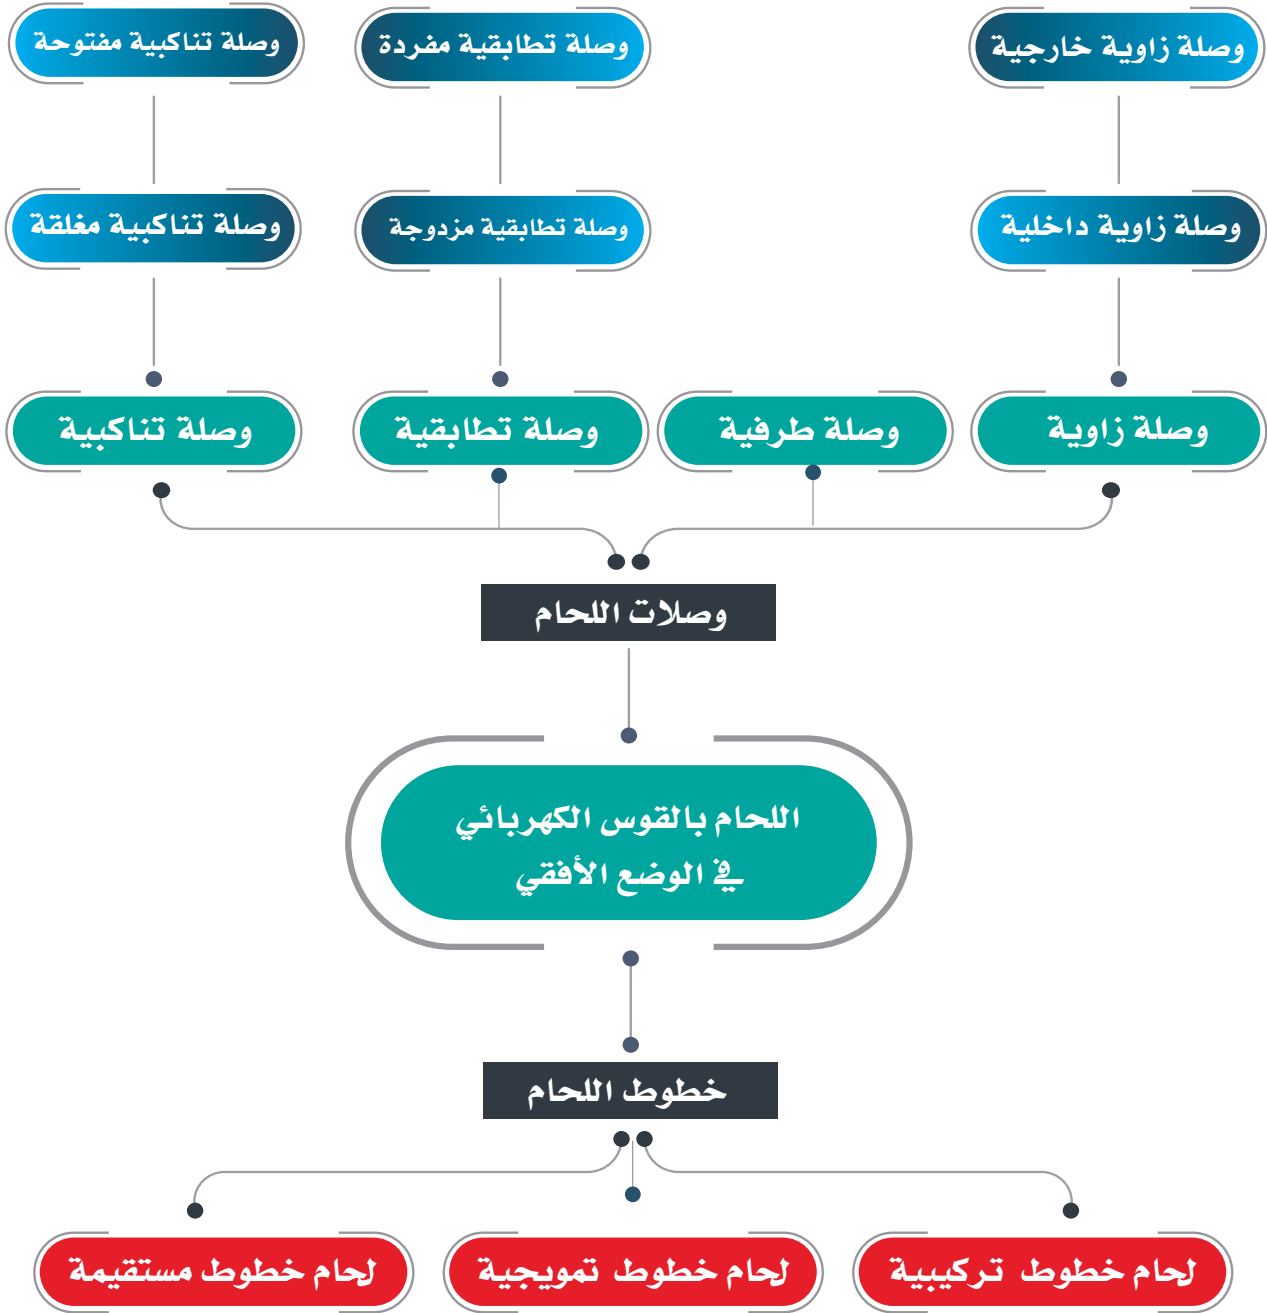 وصلة زاوية خارجية
وصلة تطابقية مفردة
وصلة تناكبية مفتوحة
وصلة زاوية داخلية
وصلة تطابقية مزدوجة
وصلة تناكبية مغلقة
وصلة زاوية
وصلة طرفية
وصلة تطابقية
وصلة تناكبية
وصلات اللحام
اللحام بالقوس الكهربائي
في الوضع الأفقي
خطوط اللحام
لحام خطوط تركيبية
لحام خطوط تمويجية
لحام خطوط مستقيمة